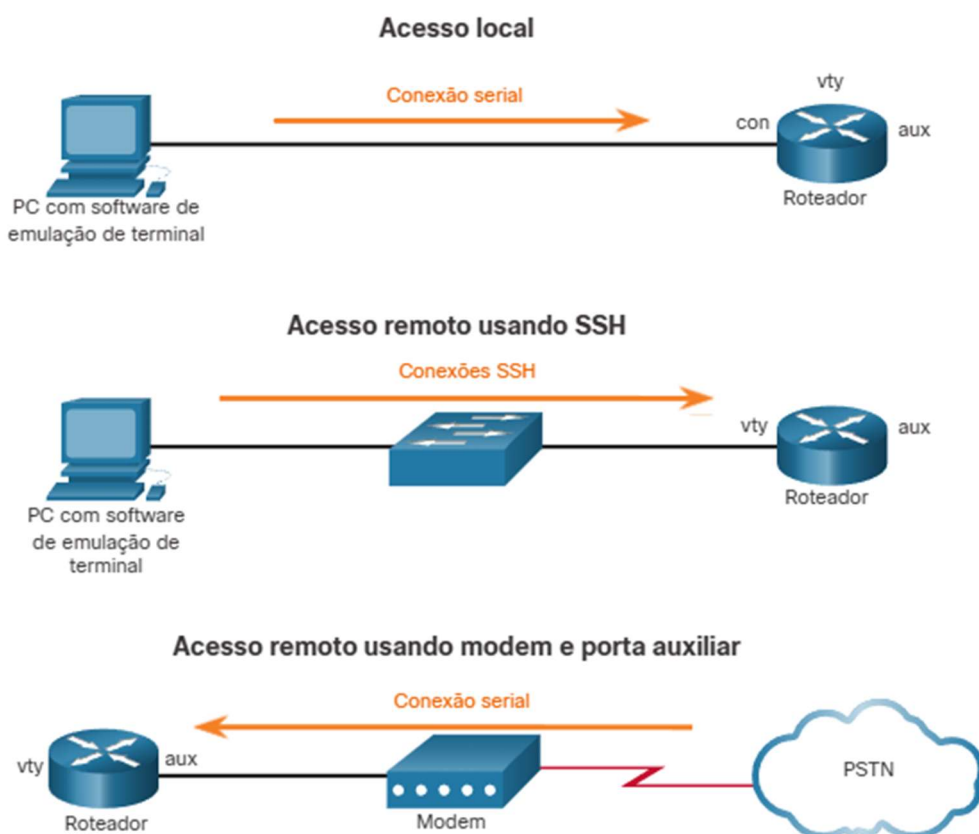 Acesso local
Conexão serial
vty
con
aux
Roteador
PC com software de
emulação de terminal
Acesso remoto usando SSH
Conexões SSH
vty
aux
Roteador
PC com software
de emulação de
terminal
Acesso remoto usando modem e porta auxiliar
Conexão serial
vty
aux
PSTN
Roteador
Modem